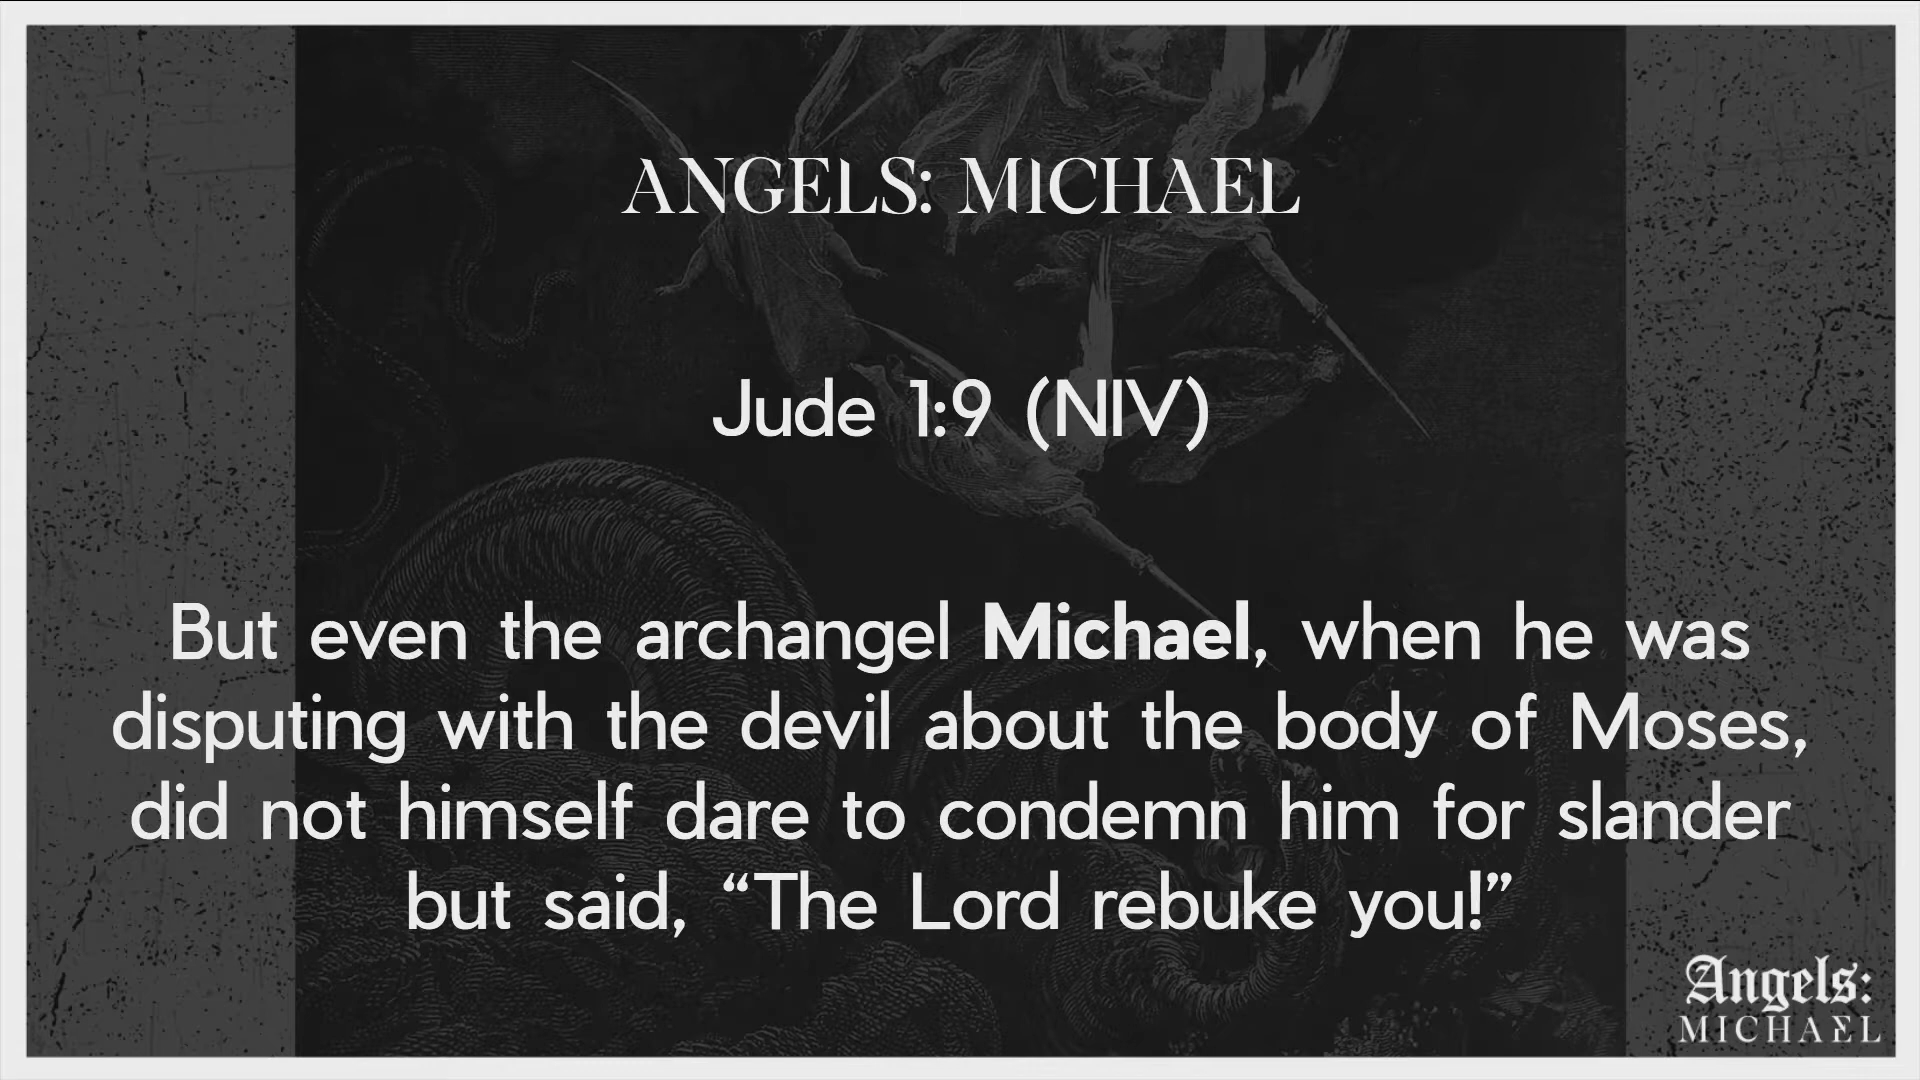 ANGELS: MICHAEL
Jude 1:9 (NIV)
But even the archangel Michael, when he was
disputing with the devil about the body of Moses,
did not himself dare to condemn him for slander
but said, “The Lord rebuke you!”
Angels:
MICHAEL